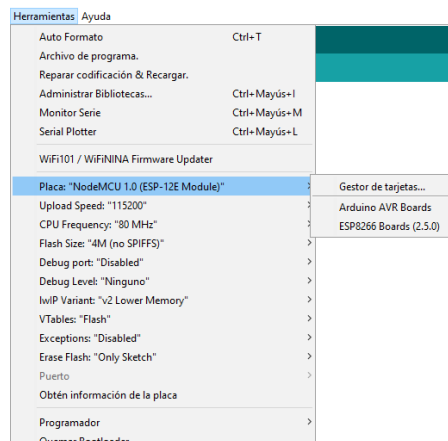 Herramientas Ayuda
Auto Formato Ctrl+T
Archivo de programa.
Reparar codificación & Recargar.
Administrar Bibliotecas... Ctrl+Mayús+I
Monitor Serie Ctrl+Mayús+M
Serial Plotter Ctrl+Mayús+L
WiFi101 / WiFiNINA Firmware Updater
Placa: "NodeMCU 1.0 (ESP-12E Module)"
Gestor de tarjetas...
Arduino AVR Boards
ESP8266 Boards (2.5.0)
Upload Speed: "115200"
CPU Frequency: "80 MHz"
Flash Size: "4M (no SPIFFS)"
Debug port: "Disabled"
Debug Level: "Ninguno"
IwIP Variant: "v2 Lower Memory"
VTables: "Flash"
Exceptions: "Disabled"
Erase Flash: "Only Sketch"
Puerto
Obtén información de la placa
Programador
Quemar Bootloader